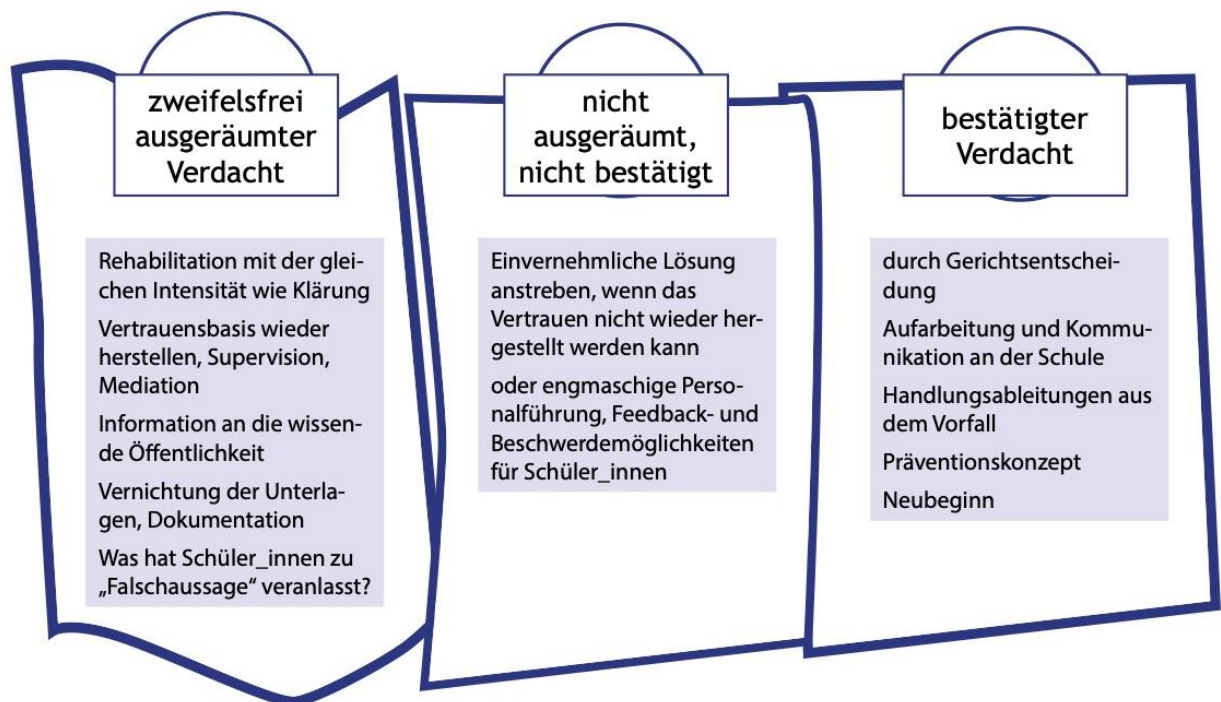 zweifelsfrei
ausgeräumter
Verdacht
Rehabilitation mit der glei-
chen Intensität wie Klärung
Vertrauensbasis wieder
herstellen, Supervision,
Mediation
Information an die wissen-
de Öffentlichkeit
Vernichtung der Unterla-
gen, Dokumentation
Was hat Schüler_innen zu
„Falschaussage“ veranlasst?
nicht
ausgeräumt,
nicht bestätigt
Einvernehmliche Lösung
anstreben, wenn das
Vertrauen nicht wieder her-
gestellt werden kann
oder engmaschige Perso-
nalführung, Feedback- und
Beschwerdemöglichkeiten
für Schüler_innen
bestätigter
Verdacht
durch Gerichtsentschei-
dung
Aufarbeitung und Kommu-
nikation an der Schule
Handlungsableitungen aus
dem Vorfall
Präventionskonzept
Neubeginn